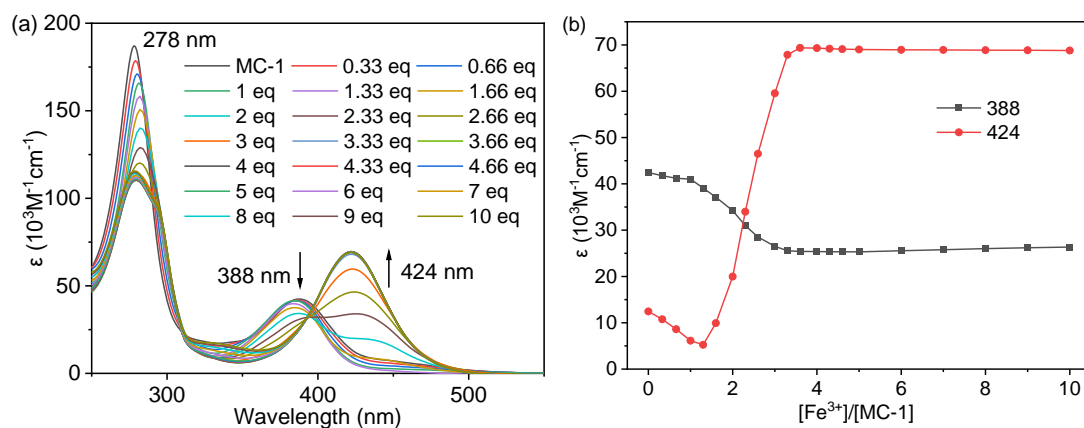 (a)
278 nm
MC-1 0.33 eq 0.66 eq
1 eq 1.33 eq 1.66 eq
2 eq 2.33 eq 2.66 eq
3 eq 3.33 eq 3.66 eq
4 eq 4.33 eq 4.66 eq
5 eq 6 eq 7 eq
8 eq 9 eq 10 eq
388 nm
424 nm
200
150
100
50
0
300 400 500
Wavelength (nm)
ε (10³M⁻¹cm⁻¹)
(b)
388
424
70
60
50
40
30
20
10
0
0 2 4 6 8 10
[Fe³⁺]/[MC-1]
ε (10³M⁻¹cm⁻¹)